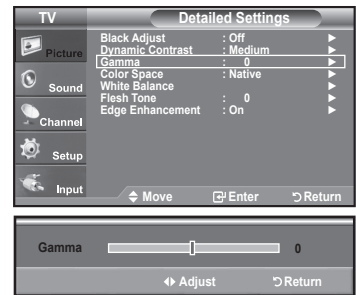 TV Detailed Settings
Picture
Sound
Channel
Setup
Input
Black Adjust : Off
Dynamic Contrast : Medium
Gamma : 0
Color Space : Native
White Balance
Flesh Tone : 0
Edge Enhancement : On
Move Enter Return
Gamma 0
Adjust Return